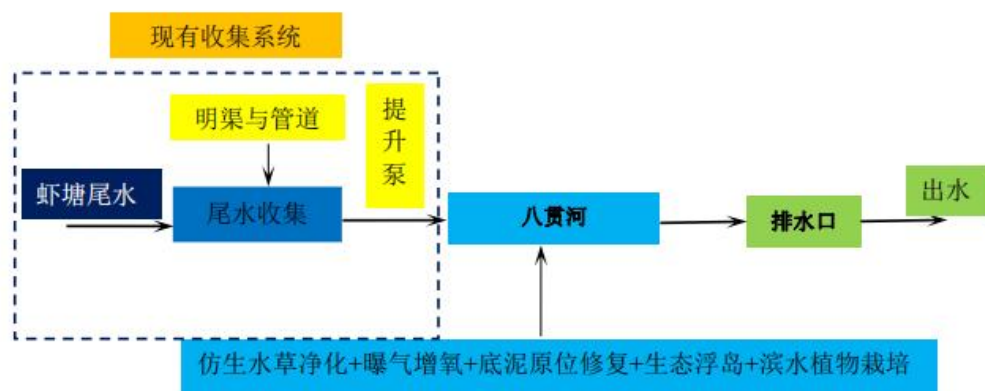 现有收集系统
明渠与管道
提
升
泵
虾塘尾水
尾水收集
八贯河
排水口
出水
仿生水草净化+曝气增氧+底泥原位修复+生态浮岛+滨水植物栽培